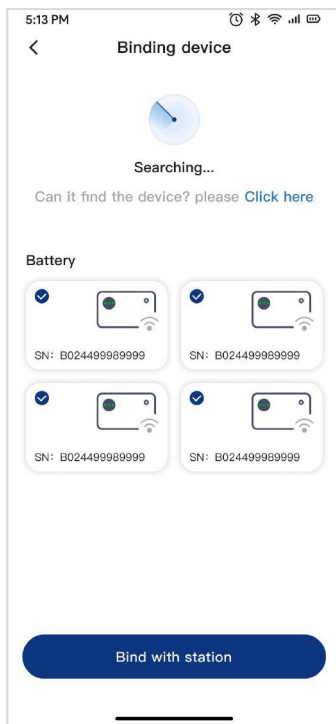 5:13 PM
Binding device
Searching...
Can it find the device? please Click here
Battery
SN: B024499989999
SN: B024499989999
SN: B024499989999
SN: B024499989999
Bind with station